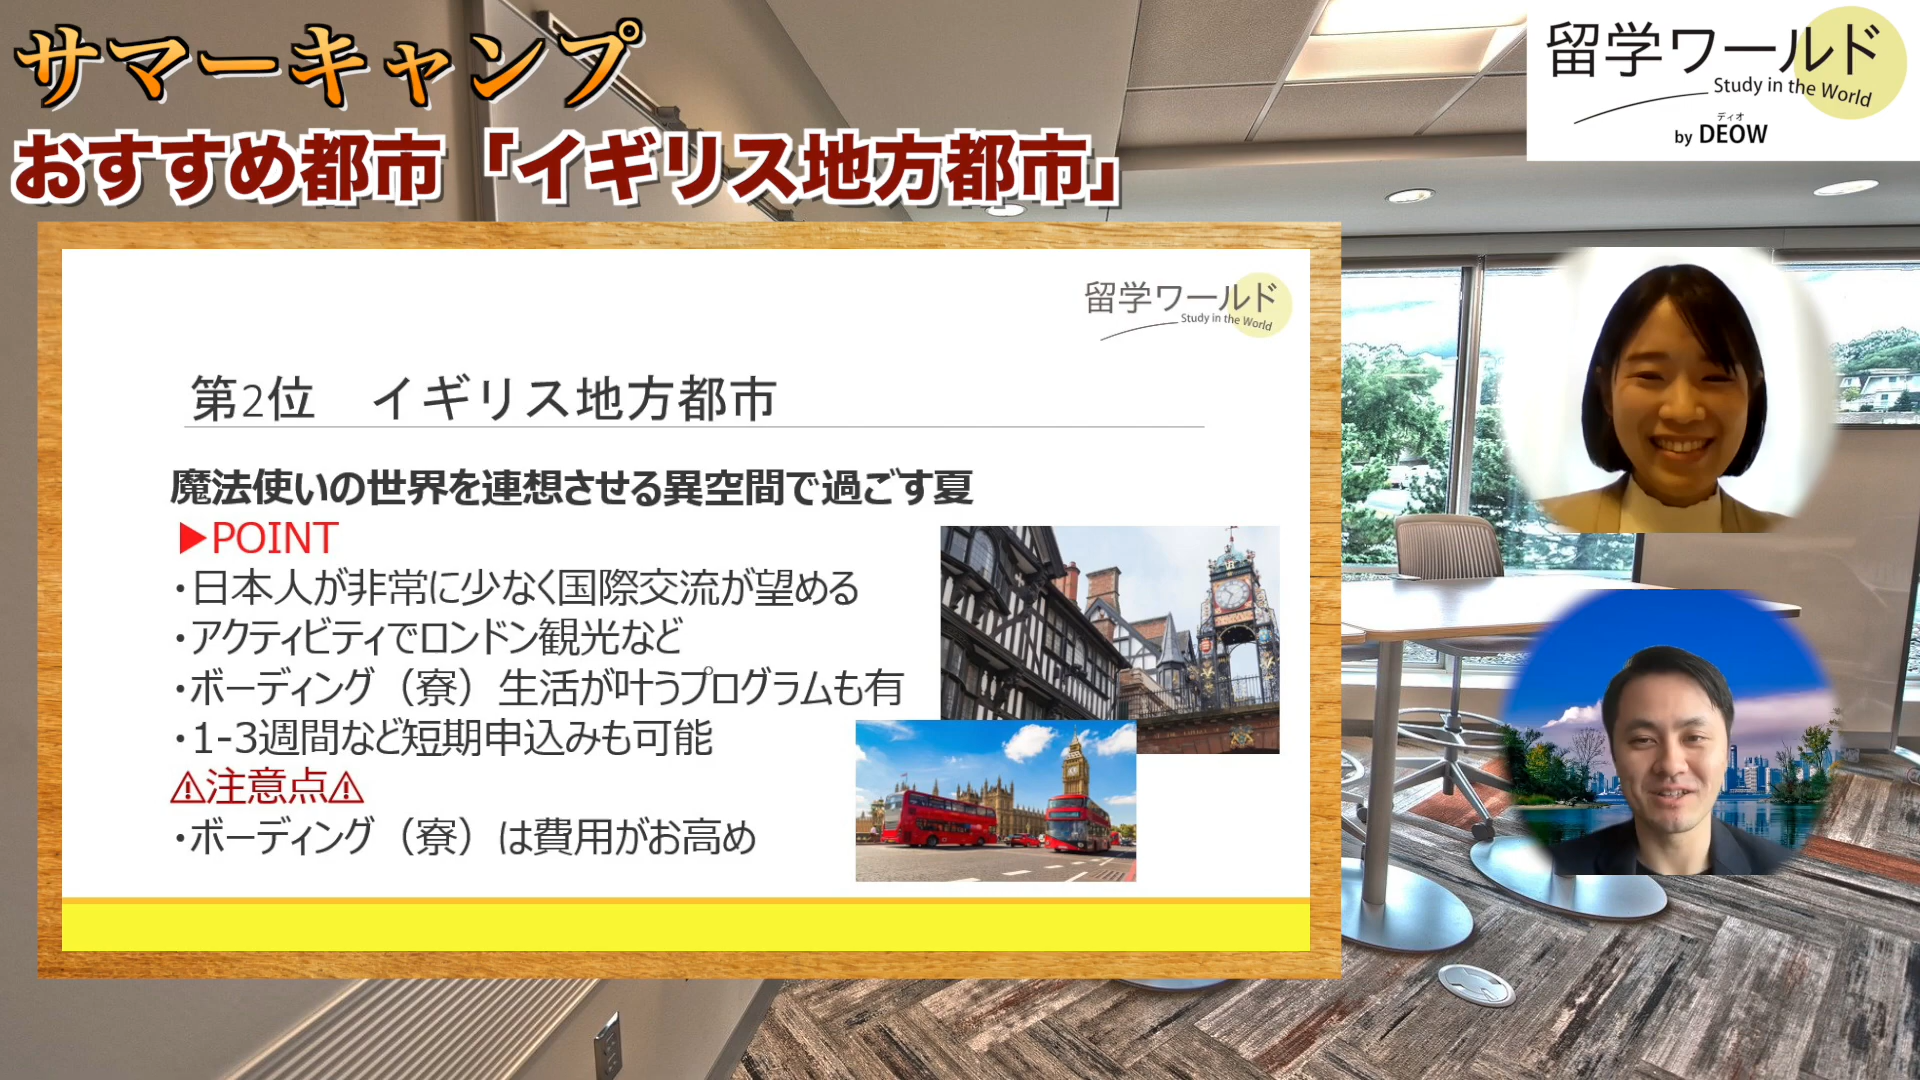 サマーキャンプ
おすすめ都市「イギリス地方都市」
留学ワールド
Study in the World
ディオ
by DEOW
留学ワールド
Study in the World
第2位 イギリス地方都市
魔法使いの世界を連想させる異空間で過ごす夏
▶POINT
・日本人が非常に少なく国際交流が望める
・アクティビティでロンドン観光など
・ボーディング（寮）生活が叶うプログラムも有
・1-3週間など短期申込みも可能
⚠注意点⚠
・ボーディング（寮）は費用がお高め